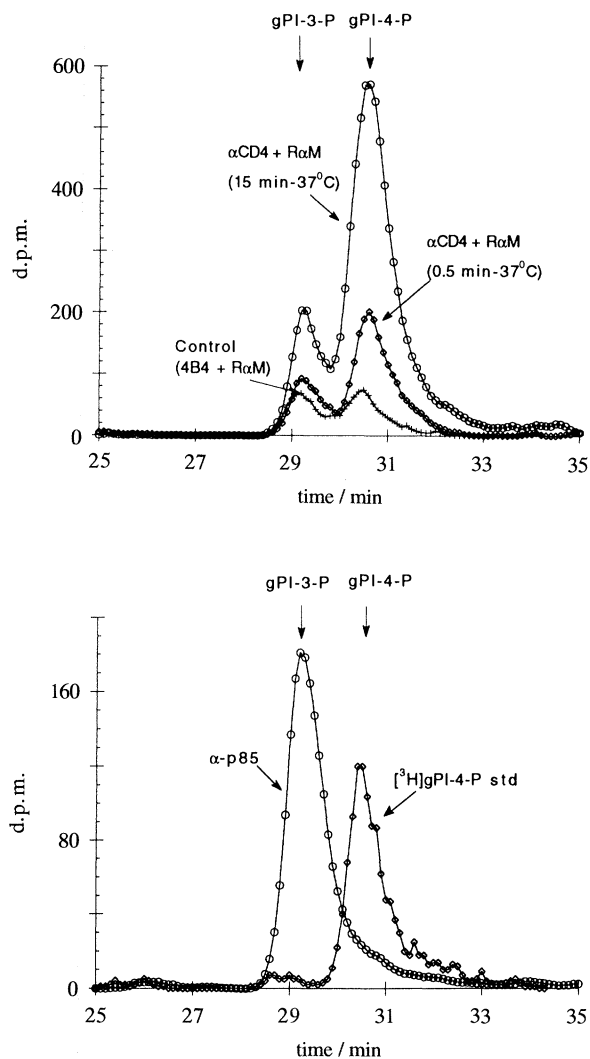 gPI-3-P gPI-4-P
600
400
200
0
d.p.m.
αCD4 + RαM
(15 min-37⁰C)
αCD4 + RαM
(0.5 min-37⁰C)
Control
(4B4 + RαM)
25 27 29 31 33 35
time / min
gPI-3-P gPI-4-P
160
80
0
d.p.m.
α-p85
[³H]gPI-4-P std
25 27 29 31 33 35
time / min